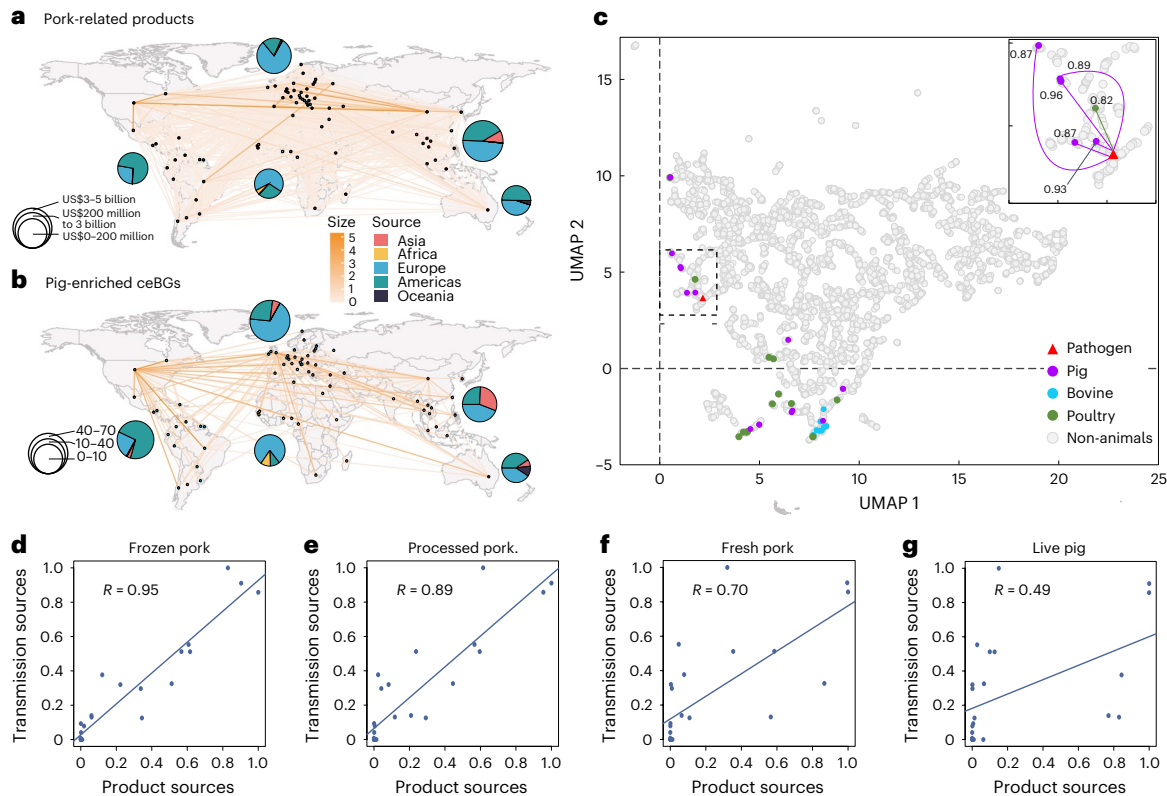 a Pork-related products
US$3–5 billion
US$200 million
to 3 billion
US$0–200 million
Size
5
4
3
2
1
0
Source
Asia
Africa
Europe
Americas
Oceania
b Pig-enriched ceBGs
40–70
10–40
0–10
c
UMAP 2
15
10
5
0
−5
0
5
10
15
20
25
UMAP 1
0.87
0.89
0.96
0.82
0.87
0.93
Pathogen
Pig
Bovine
Poultry
Non-animals
d Frozen pork
R = 0.95
Transmission sources
1.0
0.8
0.6
0.4
0.2
0
0 0.2 0.4 0.6 0.8 1.0
Product sources
e Processed pork.
R = 0.89
Transmission sources
1.0
0.8
0.6
0.4
0.2
0
0 0.2 0.4 0.6 0.8 1.0
Product sources
f Fresh pork
R = 0.70
Transmission sources
1.0
0.8
0.6
0.4
0.2
0
0 0.2 0.4 0.6 0.8 1.0
Product sources
g Live pig
R = 0.49
Transmission sources
1.0
0.8
0.6
0.4
0.2
0
0 0.2 0.4 0.6 0.8 1.0
Product sources